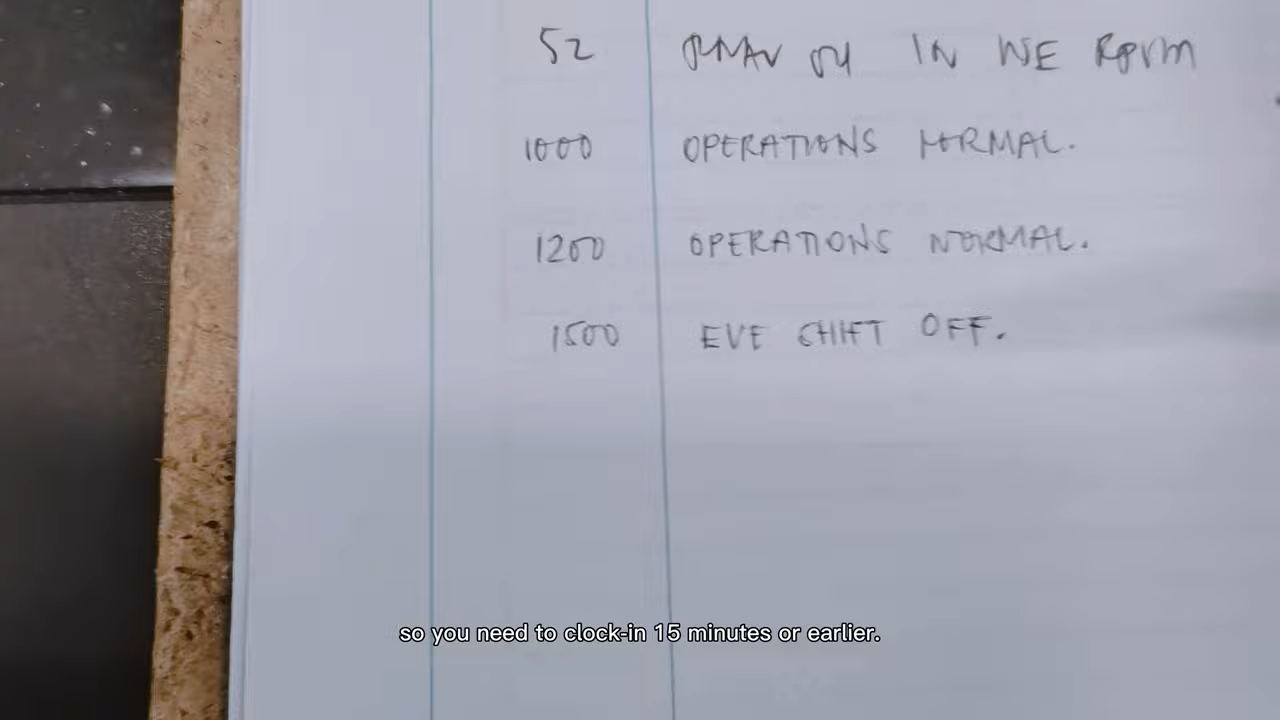 52 IN WE
1000 OPERATIONS NORMAL.
1200 OPERATIONS NORMAL.
1500 EVE SHIFT OFF.
so you need to clock-in 15 minutes or earlier.